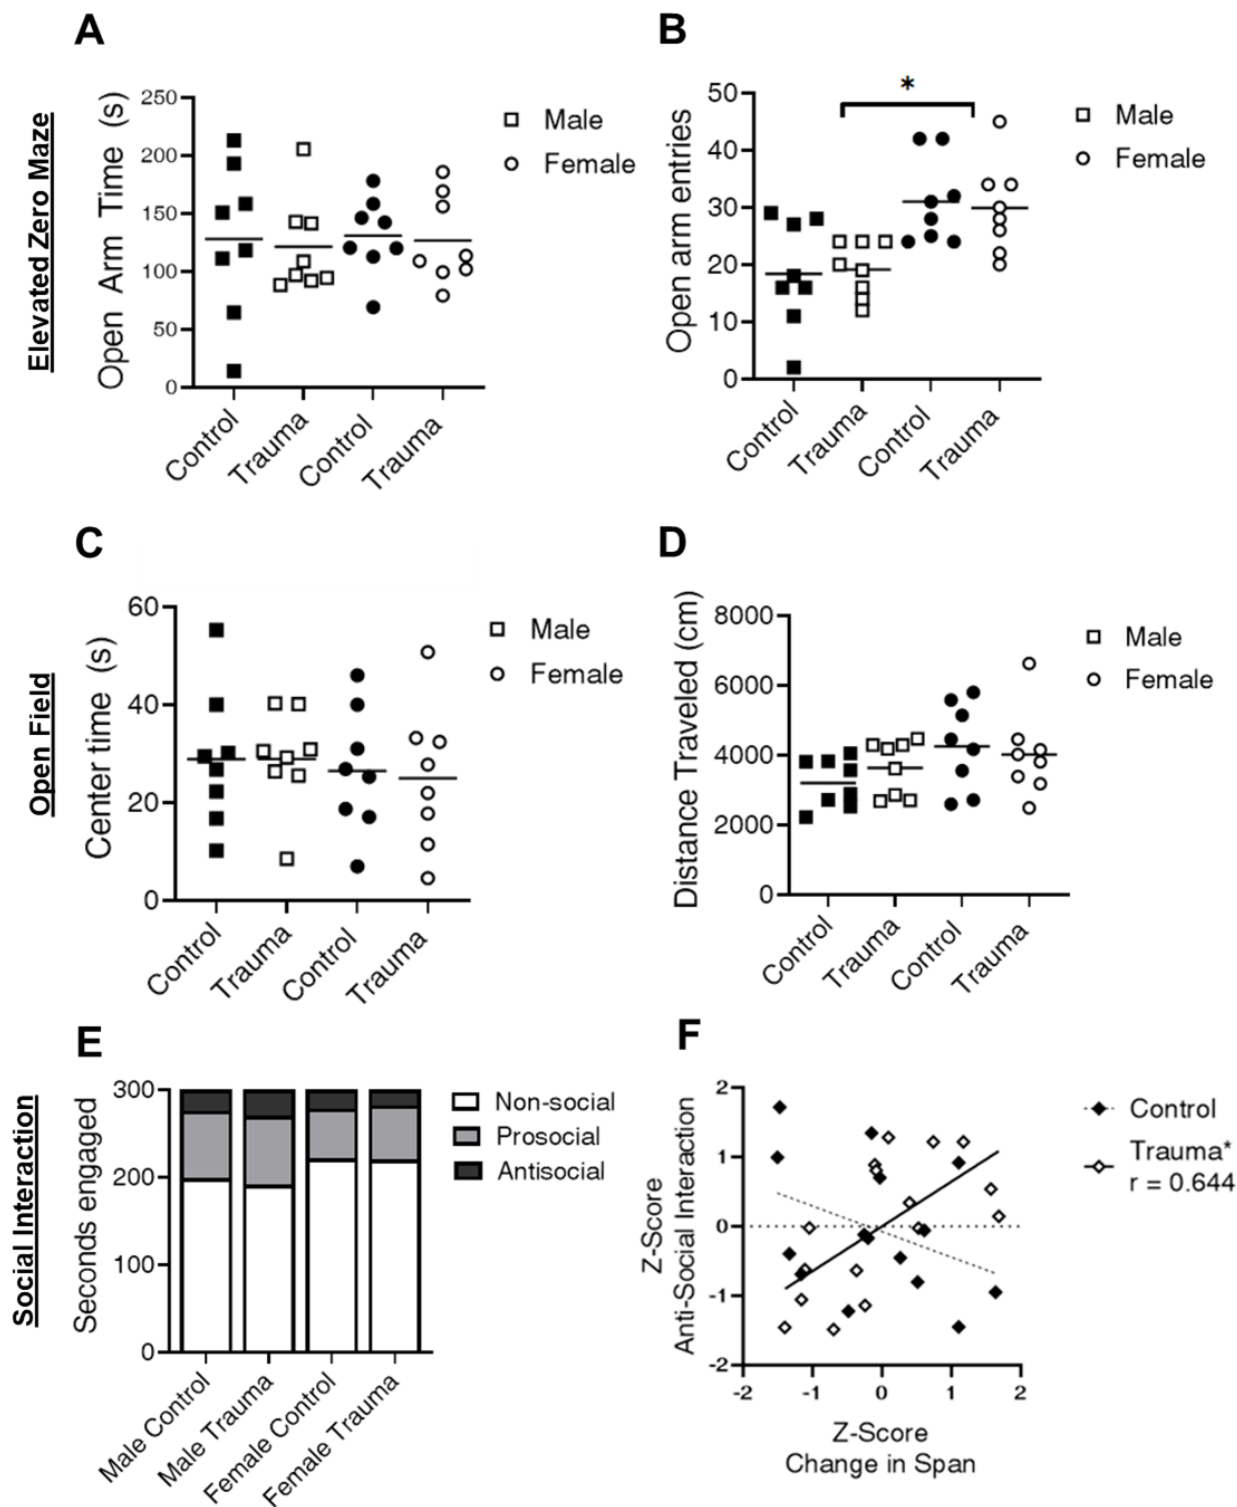 A
Elevated Zero Maze
Open Arm Time (s)
250
200
150
100
50
0
Control
Trauma
Control
Trauma
Male
Female
B
*
Open arm entries
50
40
30
20
10
0
Control
Trauma
Control
Trauma
Male
Female
C
Open Field
Center time (s)
60
40
20
0
Control
Trauma
Control
Trauma
Male
Female
D
Distance Traveled (cm)
8000
6000
4000
2000
0
Control
Trauma
Control
Trauma
Male
Female
E
Social Interaction
Seconds engaged
300
200
100
0
Male Control
Male Trauma
Female Control
Female Trauma
Non-social
Prosocial
Antisocial
F
Z-Score
Anti-Social Interaction
2
1
0
-1
-2
-2
-1
0
1
2
Z-Score
Change in Span
Control
Trauma*
r = 0.644